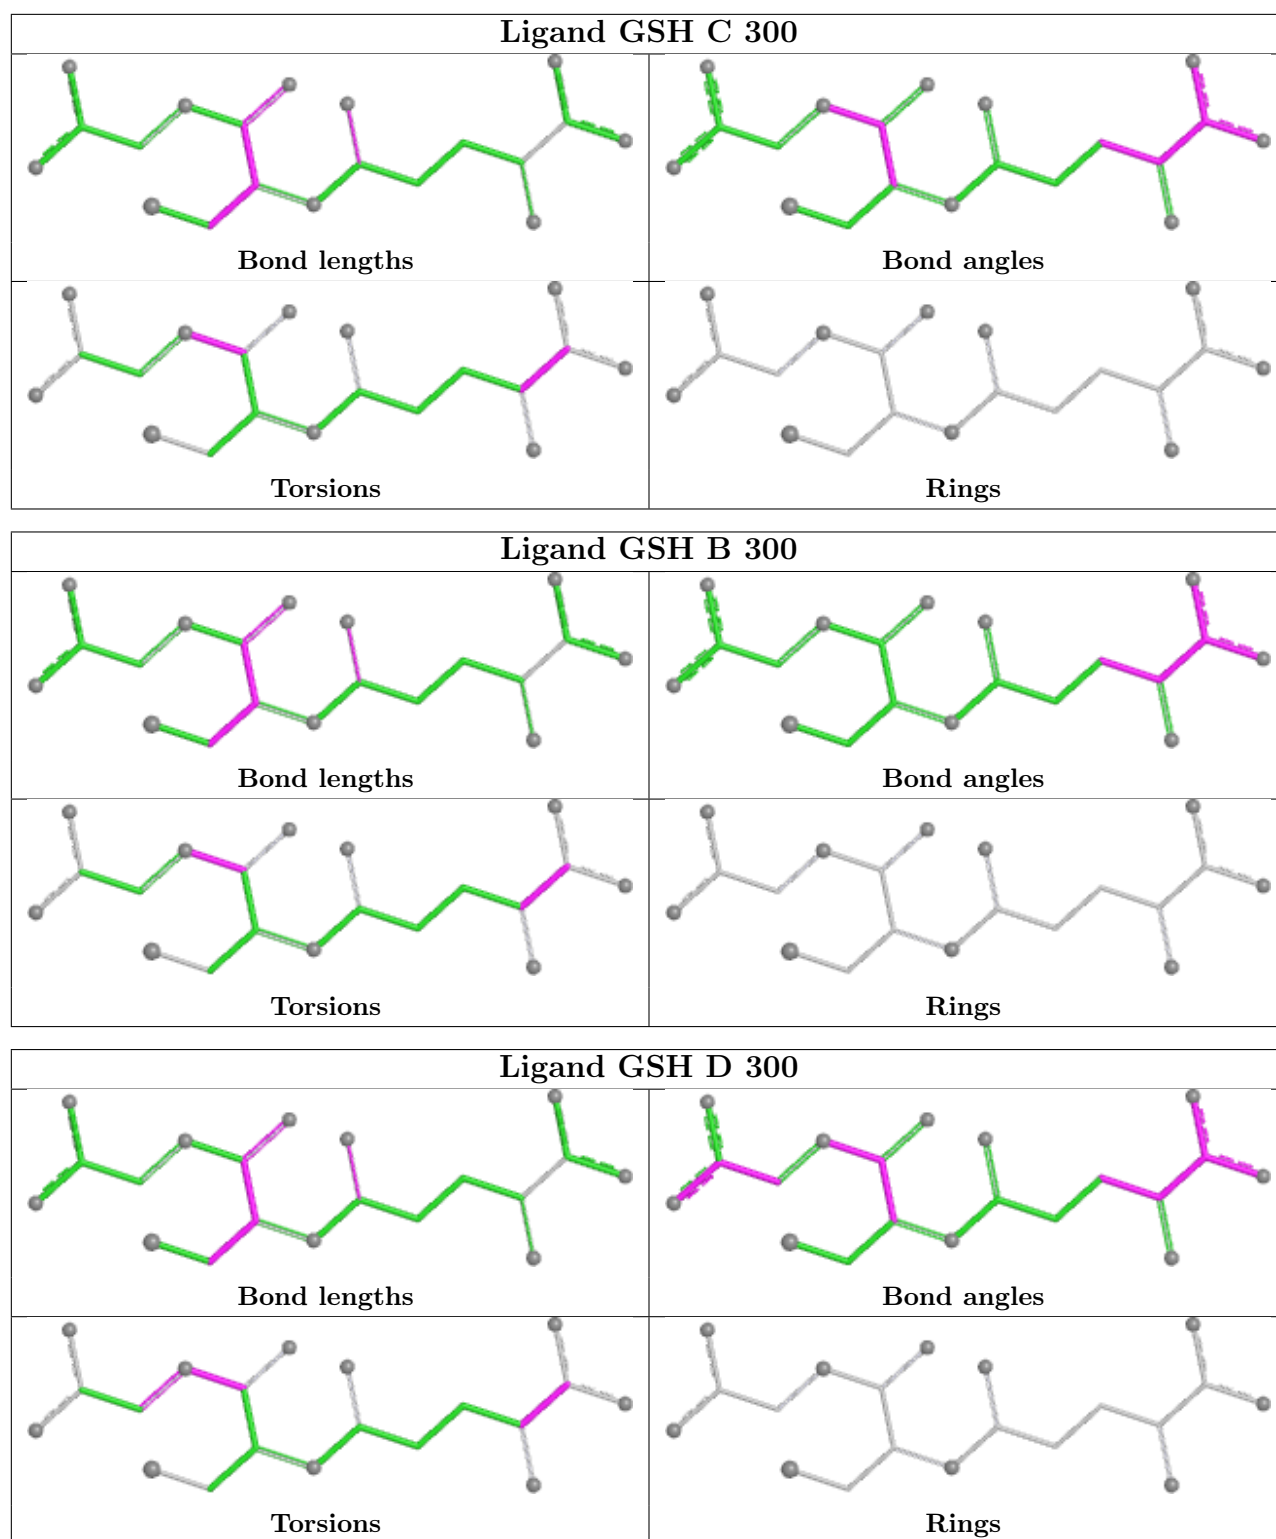 Ligand GSH C 300
Bond lengths
Bond angles
Torsions
Rings
Ligand GSH B 300
Bond lengths
Bond angles
Torsions
Rings
Ligand GSH D 300
Bond lengths
Bond angles
Torsions
Rings